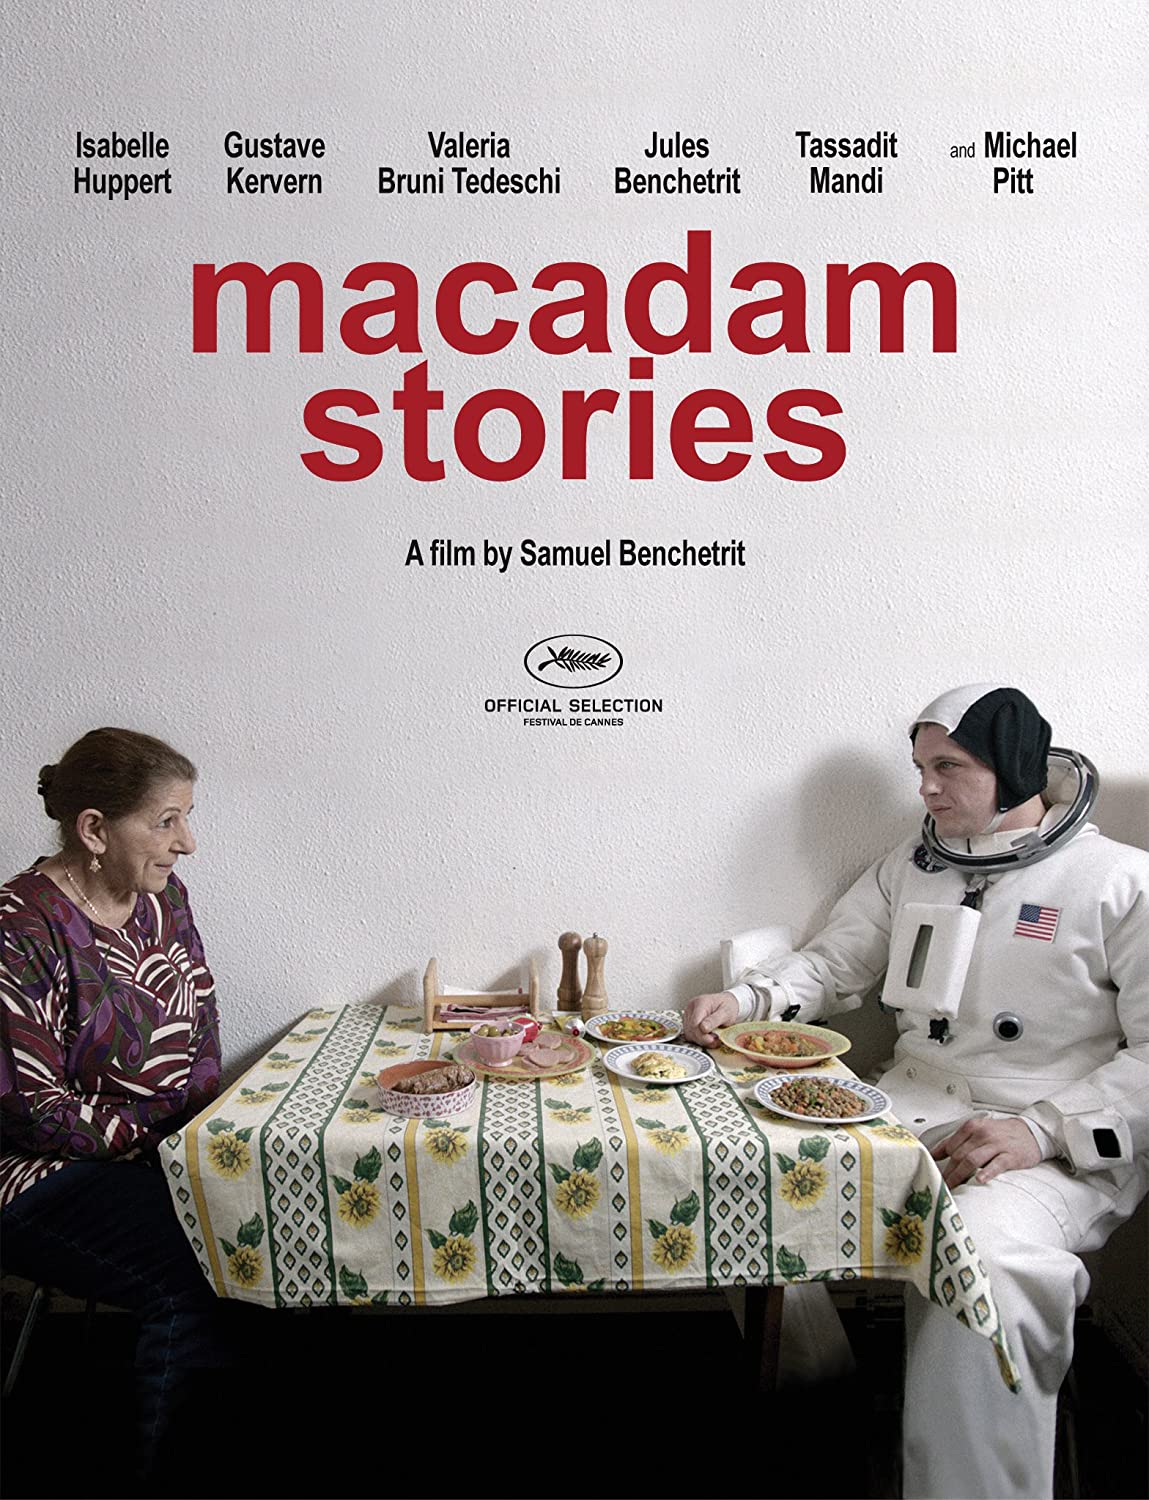 Isabelle Gustave Valeria Jules Tassadit and Michael
Huppert Kervern Bruni Tedeschi Benchetrit Mandi Pitt
macadam
stories
A film by Samuel Benchetrit
OFFICIAL SELECTION
FESTIVAL DE CANNES